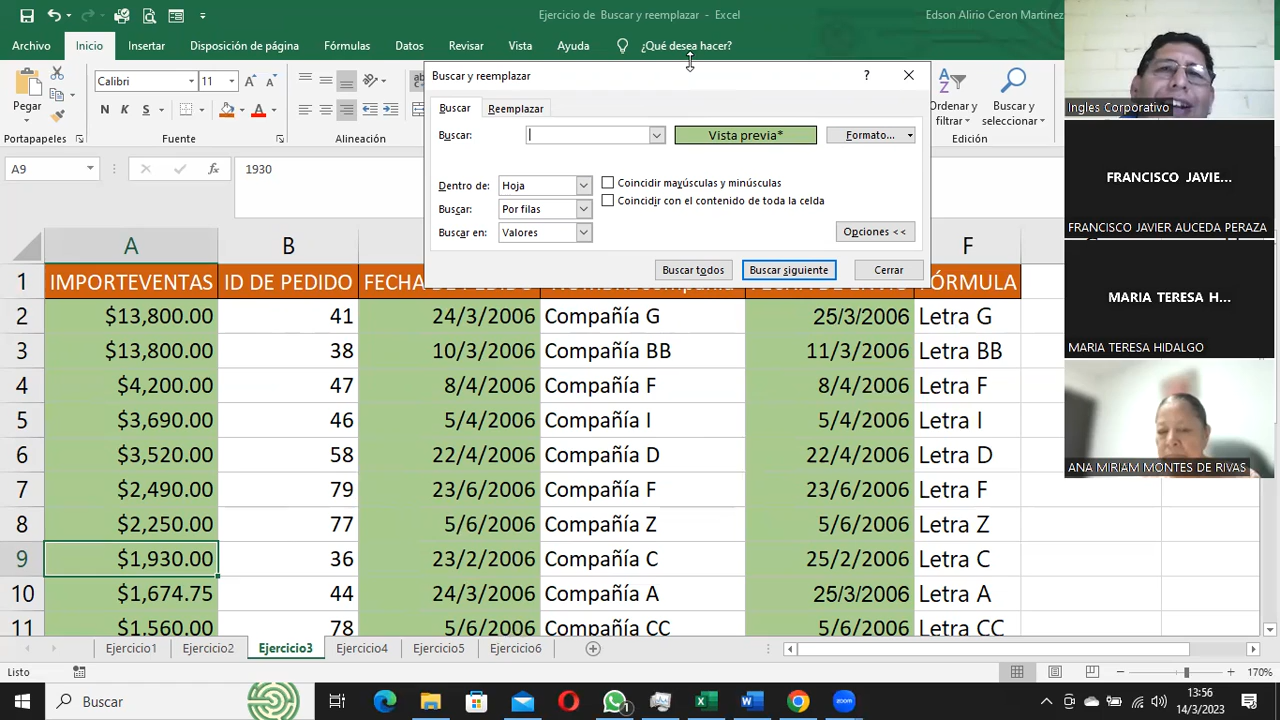 Ejercicio de Buscar y reemplazar - Excel
Edson Alirio Ceron Martinez
Archivo Inicio Insertar Disposición de página Fórmulas Datos Revisar Vista Ayuda ¿Qué desea hacer?
Pegar
Calibri 11
N K S
Ordenar y filtrar
Buscar y seleccionar
Portapapeles Fuente Alineación Edición
Buscar y reemplazar
Buscar Reemplazar
Buscar: Vista previa* Formato...
Dentro de: Hoja Coincidir mayúsculas y minúsculas
Buscar: Por filas Coincidir con el contenido de toda la celda
Buscar en: Valores Opciones <<
Buscar todos Buscar siguiente Cerrar
A9 fx 1930
A B F
1 IMPORTEVENTAS ID DE PEDIDO FECHA DE PEDIDO FÓRMULA
2 $13,800.00 41 24/3/2006 Compañía G 25/3/2006 Letra G
3 $13,800.00 38 10/3/2006 Compañía BB 11/3/2006 Letra BB
4 $4,200.00 47 8/4/2006 Compañía F 8/4/2006 Letra F
5 $3,690.00 46 5/4/2006 Compañía I 5/4/2006 Letra I
6 $3,520.00 58 22/4/2006 Compañía D 22/4/2006 Letra D
7 $2,490.00 79 23/6/2006 Compañía F 23/6/2006 Letra F
8 $2,250.00 77 5/6/2006 Compañía Z 5/6/2006 Letra Z
9 $1,930.00 36 23/2/2006 Compañía C 25/2/2006 Letra C
10 $1,674.75 44 24/3/2006 Compañía A 25/3/2006 Letra A
11 $1,560.00 78 5/6/2006 Compañía CC 5/6/2006 Letra CC
Ejercicio1 Ejercicio2 Ejercicio3 Ejercicio4 Ejercicio5 Ejercicio6
Listo 170%
Buscar
1
zoom
13:56
14/3/2023
Ingles Corporativo
FRANCISCO JAVIE...
FRANCISCO JAVIER AUCEDA PERAZA
MARIA TERESA H...
MARIA TERESA HIDALGO
ANA MIRIAM MONTES DE RIVAS